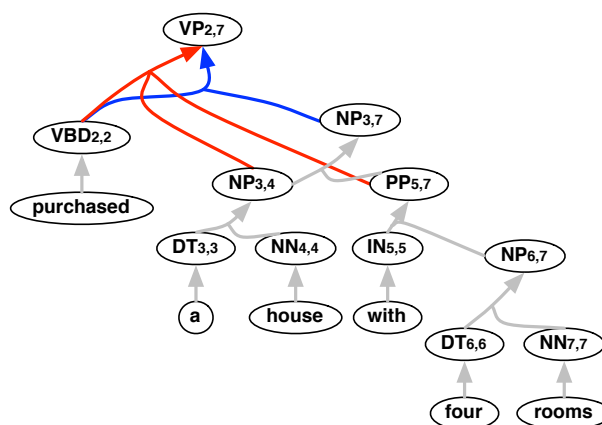 VP2,7
NP3,7
VBD2,2
NP3,4 PP5,7
purchased
DT3,3 NN4,4 IN5,5 NP6,7
a house with
DT6,6 NN7,7
four rooms